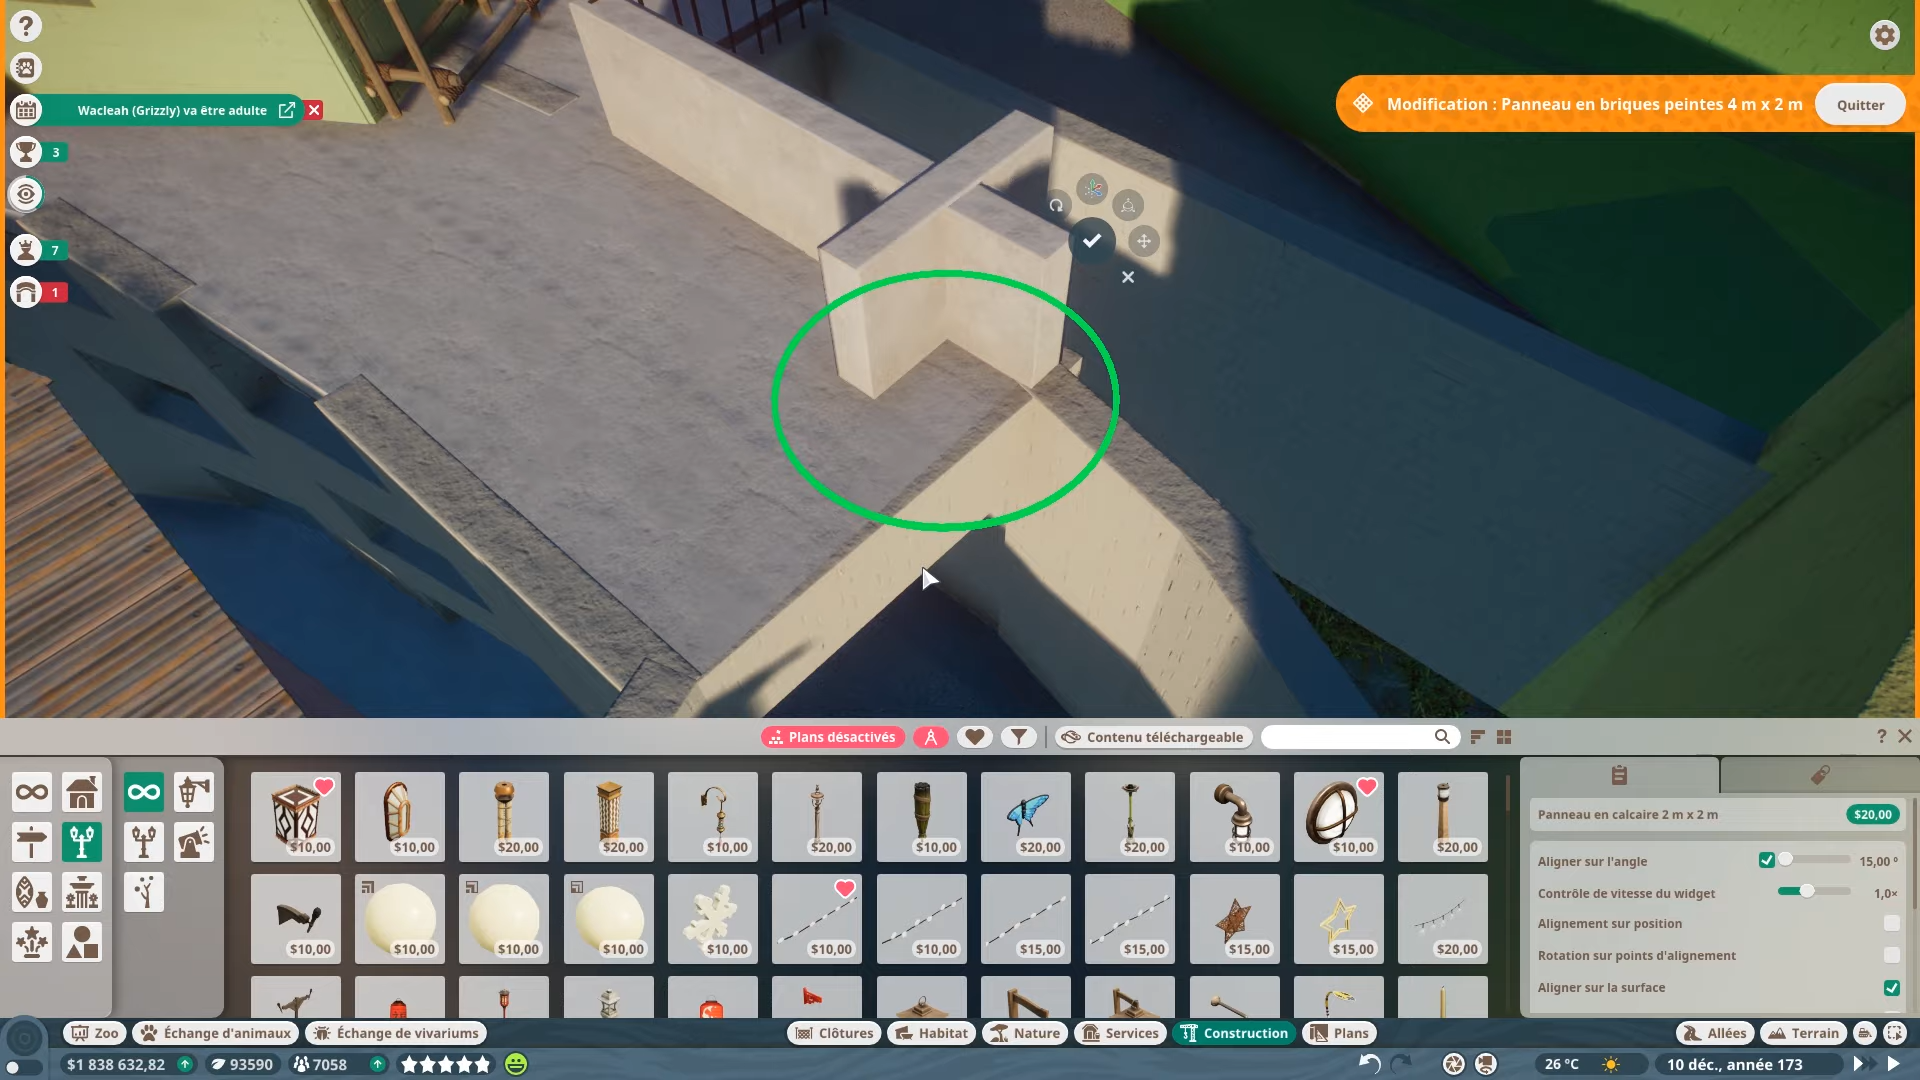 Wacleah (Grizzly) va être adulte
Modification : Panneau en briques peintes 4 m x 2 m
Quitter
3
7
1
Plans désactivés
Contenu téléchargeable
$10,00
$10,00
$20,00
$20,00
$10,00
$20,00
$10,00
$20,00
$20,00
$10,00
$10,00
$20,00
$10,00
$10,00
$10,00
$10,00
$10,00
$10,00
$10,00
$15,00
$15,00
$15,00
$15,00
$20,00
Panneau en calcaire 2 m x 2 m
$20,00
Aligner sur l'angle
15,00 °
Contrôle de vitesse du widget
1,0×
Alignement sur position
Rotation sur points d'alignement
Aligner sur la surface
Zoo
Échange d'animaux
Échange de vivariums
Clôtures
Habitat
Nature
Services
Construction
Plans
Allées
Terrain
$1 838 632,82
93590
7058
26 °C
10 déc., année 173